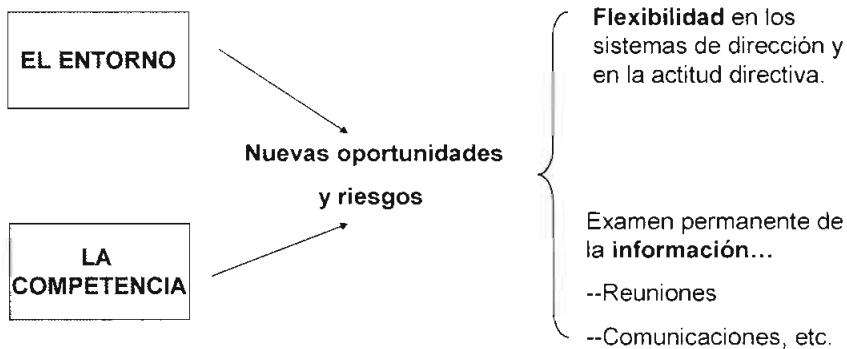 EL ENTORNO
LA
COMPETENCIA
Nuevas oportunidades
y riesgos
Flexibilidad en los
sistemas de dirección y
en la actitud directiva.
Examen permanente de
la información...
--Reuniones
--Comunicaciones, etc.